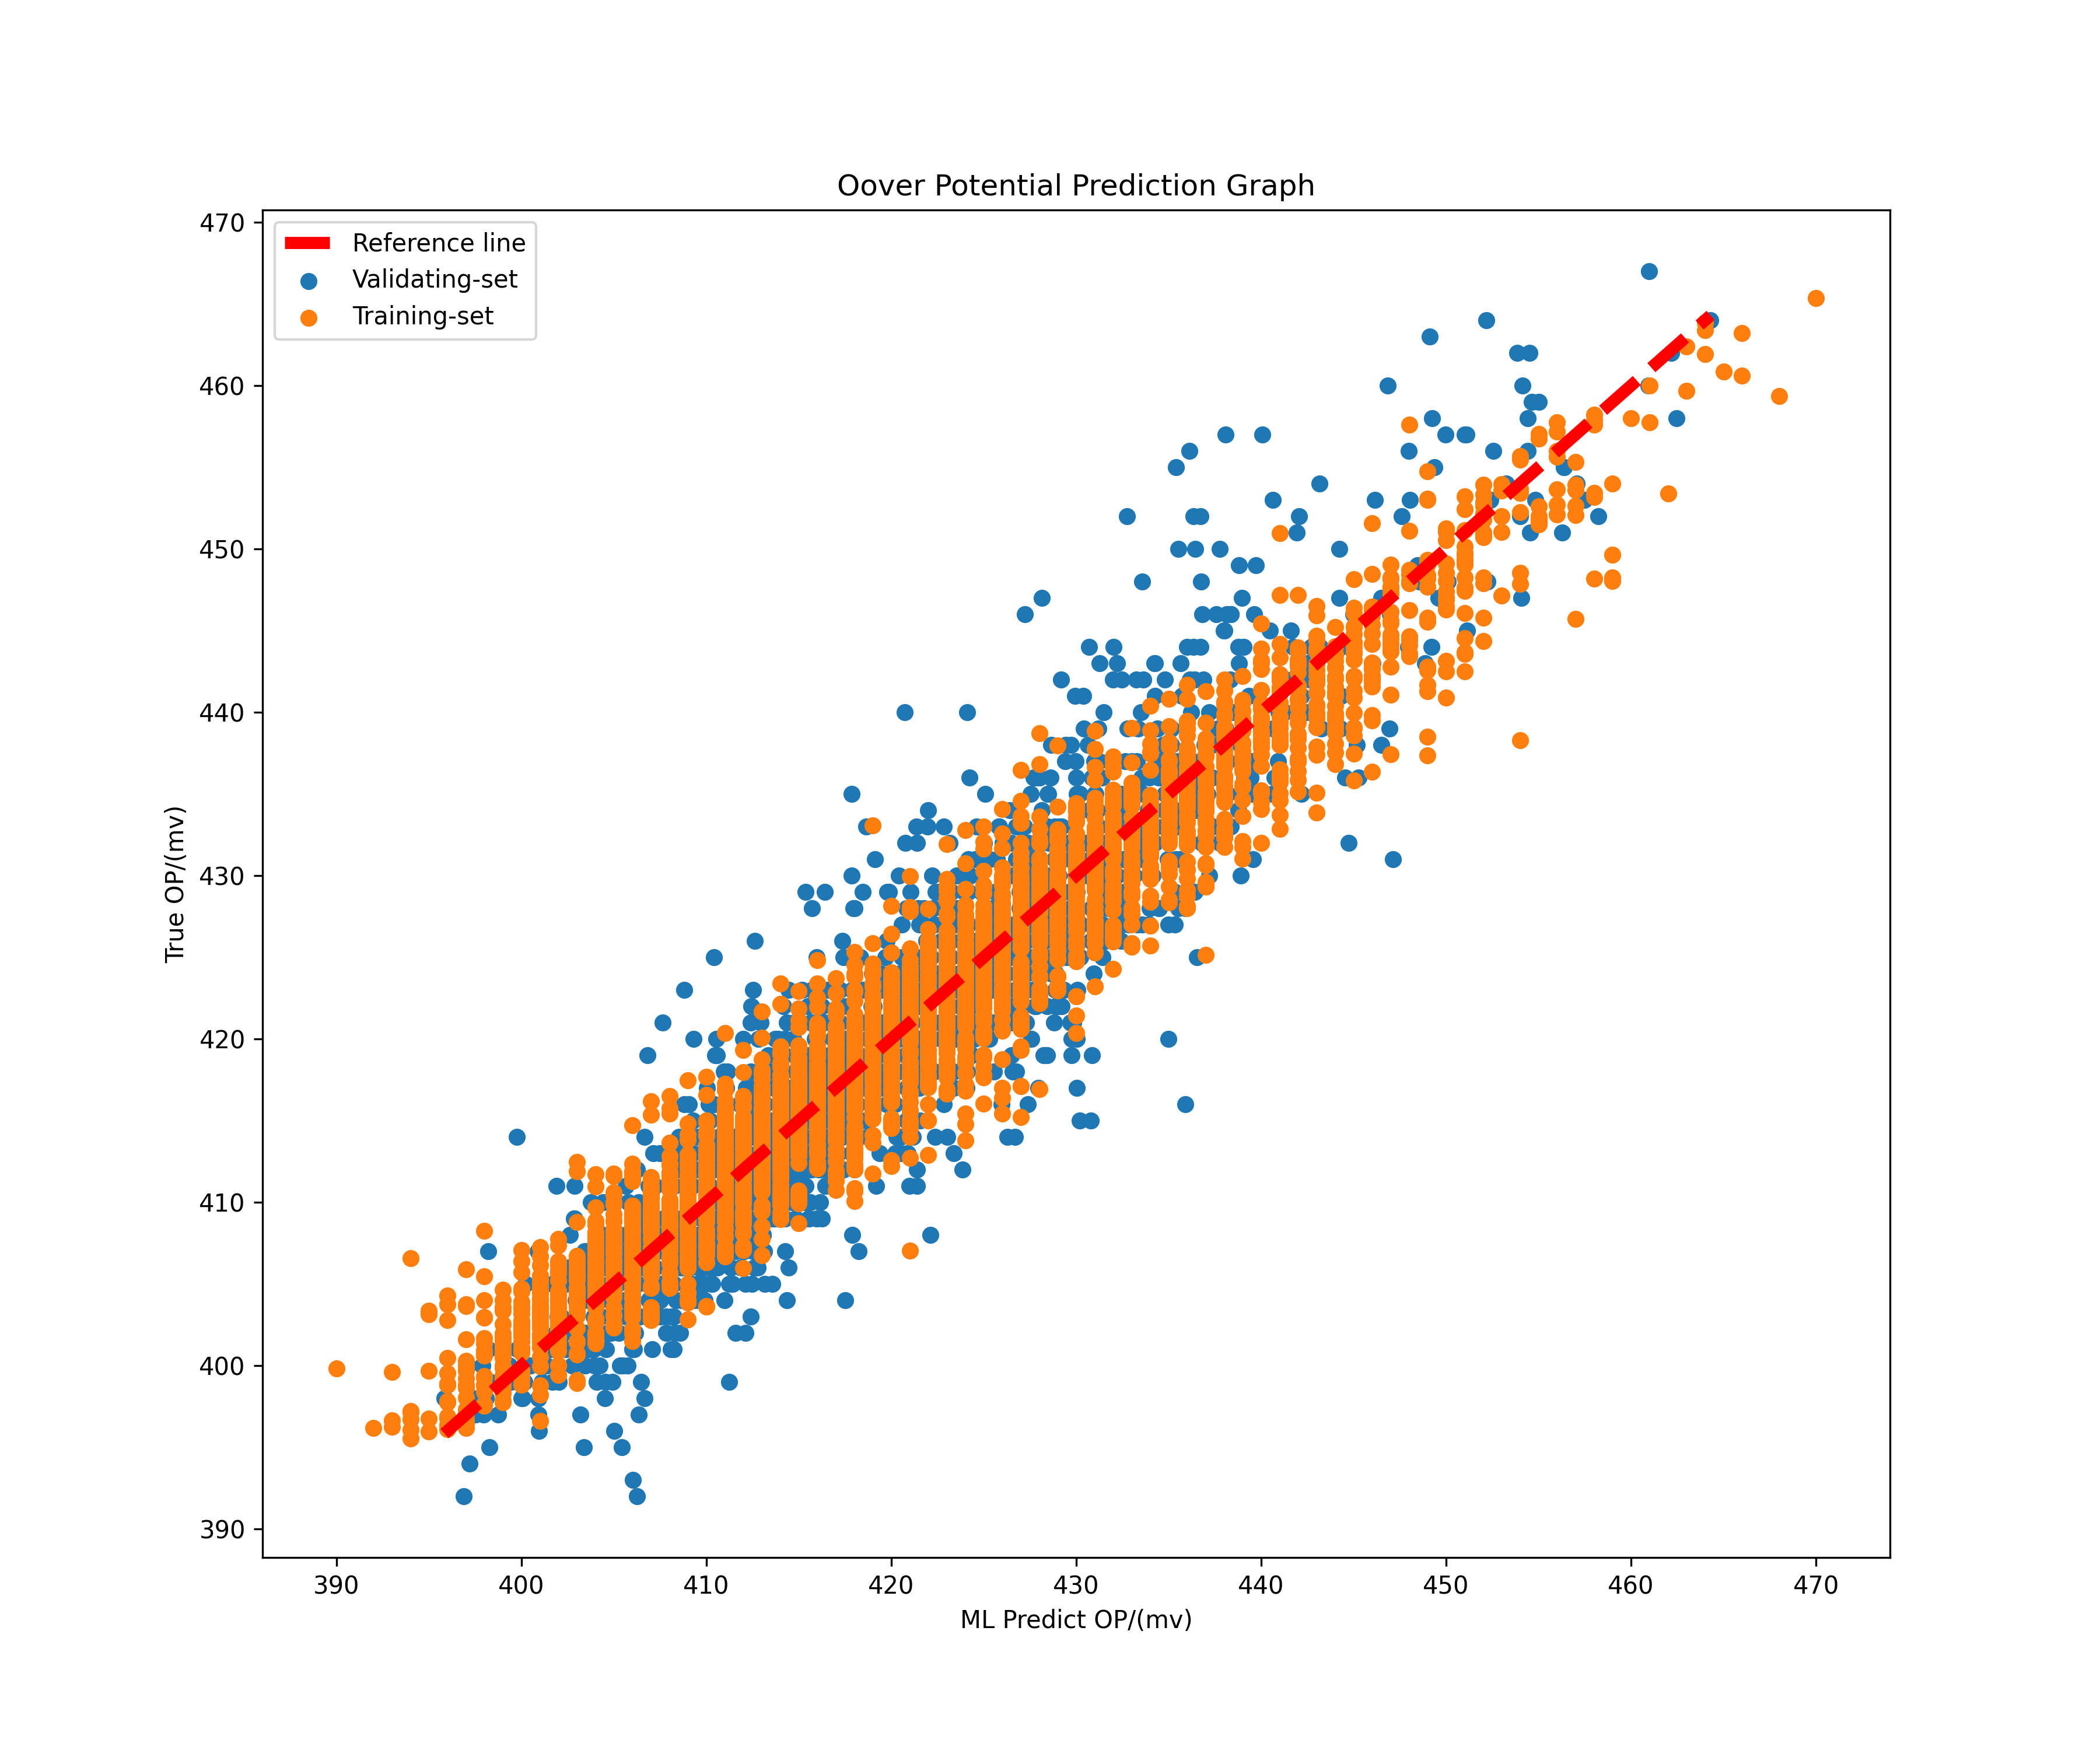 Oover Potential Prediction Graph
Reference line
Validating-set
Training-set
470
460
450
440
430
420
410
400
390
True OP/(mv)
390 400 410 420 430 440 450 460 470
ML Predict OP/(mv)